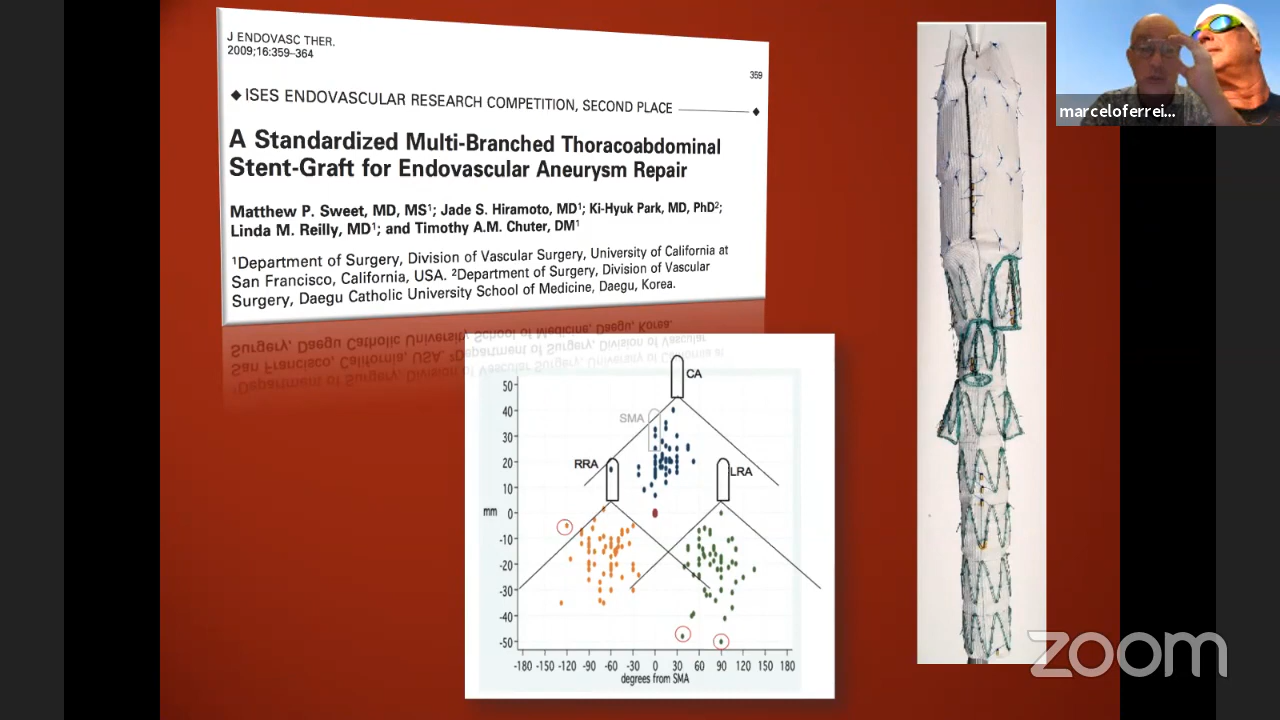 J ENDOVASC THER.
2009;16:359–364
359
◆ ISES ENDOVASCULAR RESEARCH COMPETITION, SECOND PLACE ◆
A Standardized Multi-Branched Thoracoabdominal
Stent-Graft for Endovascular Aneurysm Repair
Matthew P. Sweet, MD, MS¹; Jade S. Hiramoto, MD¹; Ki-Hyuk Park, MD, PhD²;
Linda M. Reilly, MD¹; and Timothy A.M. Chuter, DM¹
¹Department of Surgery, Division of Vascular Surgery, University of California at
San Francisco, California, USA. ²Department of Surgery, Division of Vascular
Surgery, Daegu Catholic University School of Medicine, Daegu, Korea.
marceloferrei...
CA
SMA
RRA
LRA
mm
50
40
30
20
10
0
-10
-20
-30
-40
-50
-180 -150 -120 -90 -60 -30 0 30 60 90 120 150 180
degrees from SMA
zoom